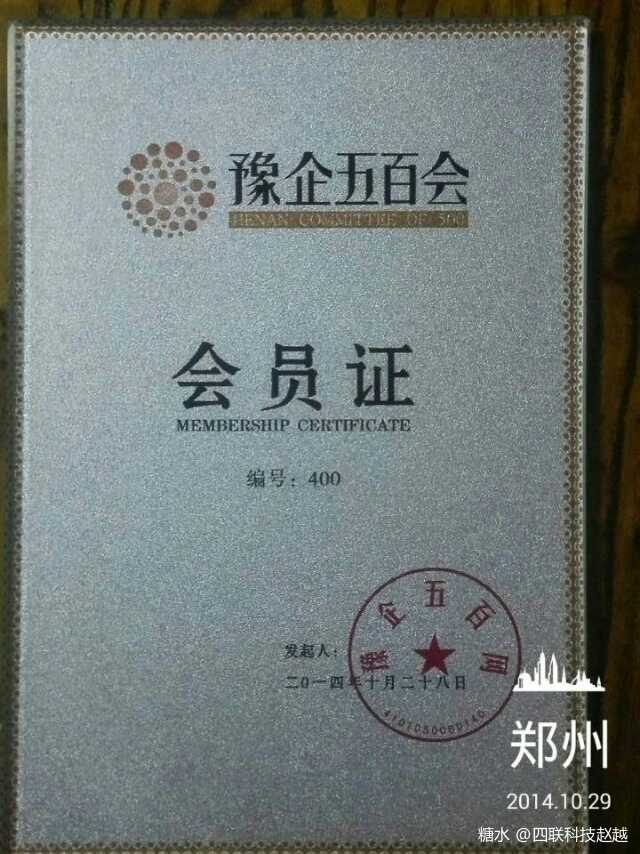 豫企五百会
HENAN COMMITTEE OF 500
会员证
MEMBERSHIP CERTIFICATE
编号：400
豫企五百网
发起人：
二0一四年十月二十八日
郑州
2014.10.29
糖水 @四联科技赵越